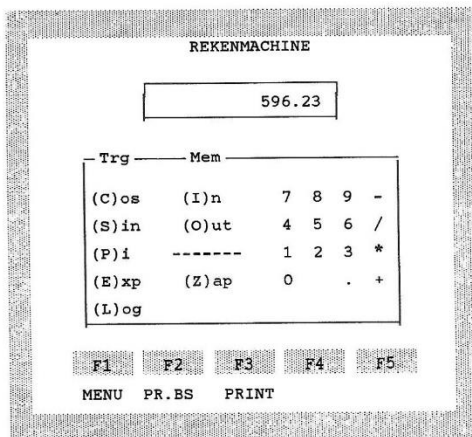 REKENMACHINE
596.23
Trg Mem
(C)os (I)n 7 8 9 -
(S)in (O)ut 4 5 6 /
(P)i ------- 1 2 3 *
(E)xp (Z)ap 0 . +
(L)og
F1 F2 F3 F4 F5
MENU PR.BS PRINT